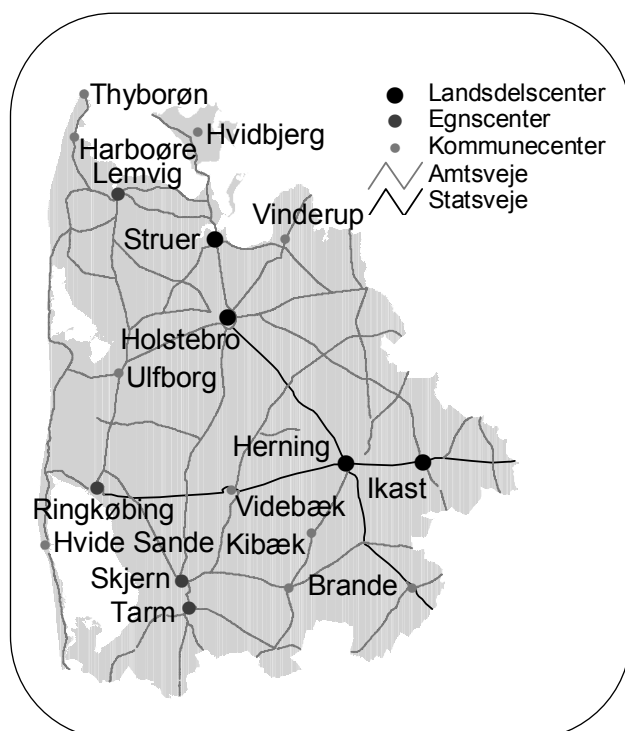 Thyborøn
Landsdelscenter
Egnscenter
Hvidbjerg
Kommunecenter
Harboøre
Amtsveje
Lemvig
Statsveje
Vinderup
Struer
Holstebro
Ulfborg
Herning
Ikast
Ringkøbing
Videbæk
Hvide Sande
Kibæk
Skjern
Brande
Tarm